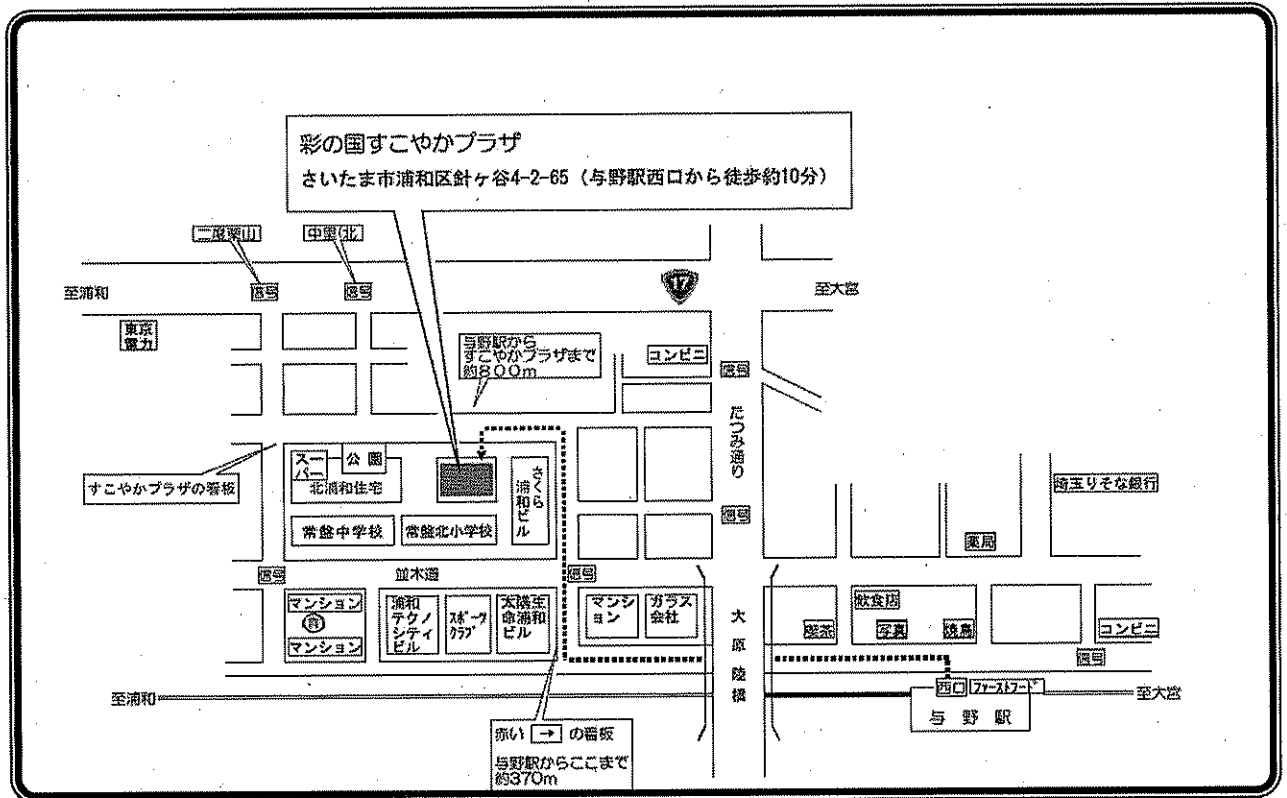 彩の国すこやかプラザ
さいたま市浦和区針ヶ谷4-2-65（与野駅西口から徒歩約10分）
中里(北)
17
至浦和
信号
信号
至大宮
東京
電力
与野駅から
すこやかプラザまで
約800m
コンビニ
信号
たつみ通り
スー
パー
公園
北浦和住宅
さくら
浦和ビル
すこやかプラザの看板
埼玉りそな銀行
常盤中学校
常盤北小学校
信号
薬局
信号
並木道
信号
マンション
マンション
浦和
テクノ
シティ
ビル
スポーツ
クラブ
太陽生
命浦和
ビル
マンシ
ョン
ガラス
会社
大原陸橋
飲食店
喫茶
写真
焼鳥
コンビニ
信号
至浦和
西口
ファーストフード
至大宮
与野駅
赤い → の看板
与野駅からここまで
約370m